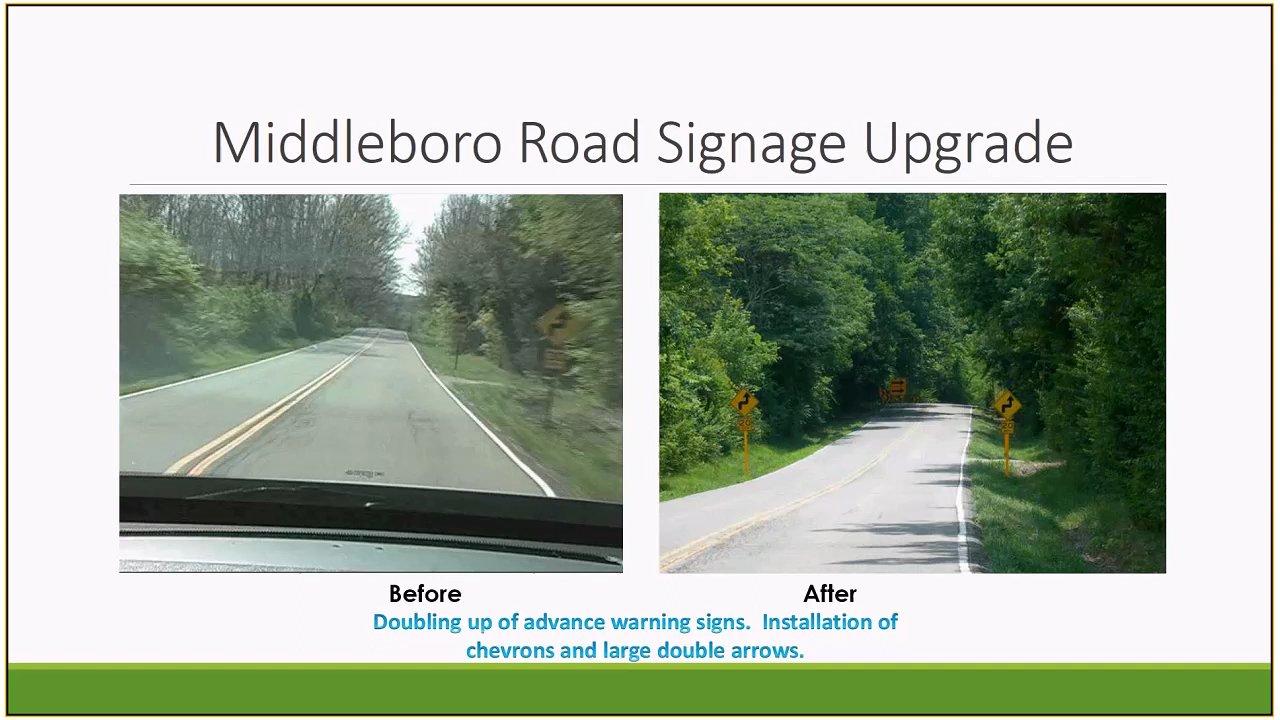 Middleboro Road Signage Upgrade
Before
After
Doubling up of advance warning signs.  Installation of
chevrons and large double arrows.